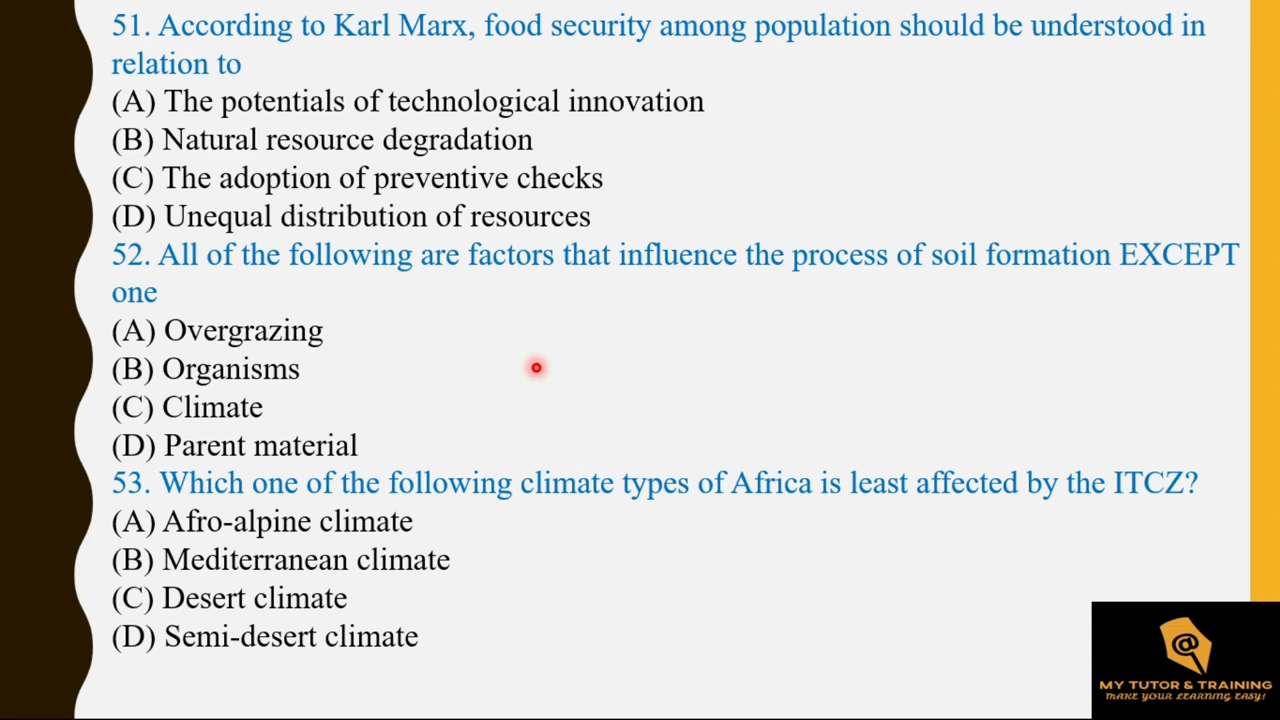 51. According to Karl Marx, food security among population should be understood in
relation to
(A) The potentials of technological innovation
(B) Natural resource degradation
(C) The adoption of preventive checks
(D) Unequal distribution of resources
52. All of the following are factors that influence the process of soil formation EXCEPT
one
(A) Overgrazing
(B) Organisms
(C) Climate
(D) Parent material
53. Which one of the following climate types of Africa is least affected by the ITCZ?
(A) Afro-alpine climate
(B) Mediterranean climate
(C) Desert climate
(D) Semi-desert climate
@
MY TUTOR & TRAINING
MAKE YOUR LEARNING EASY!